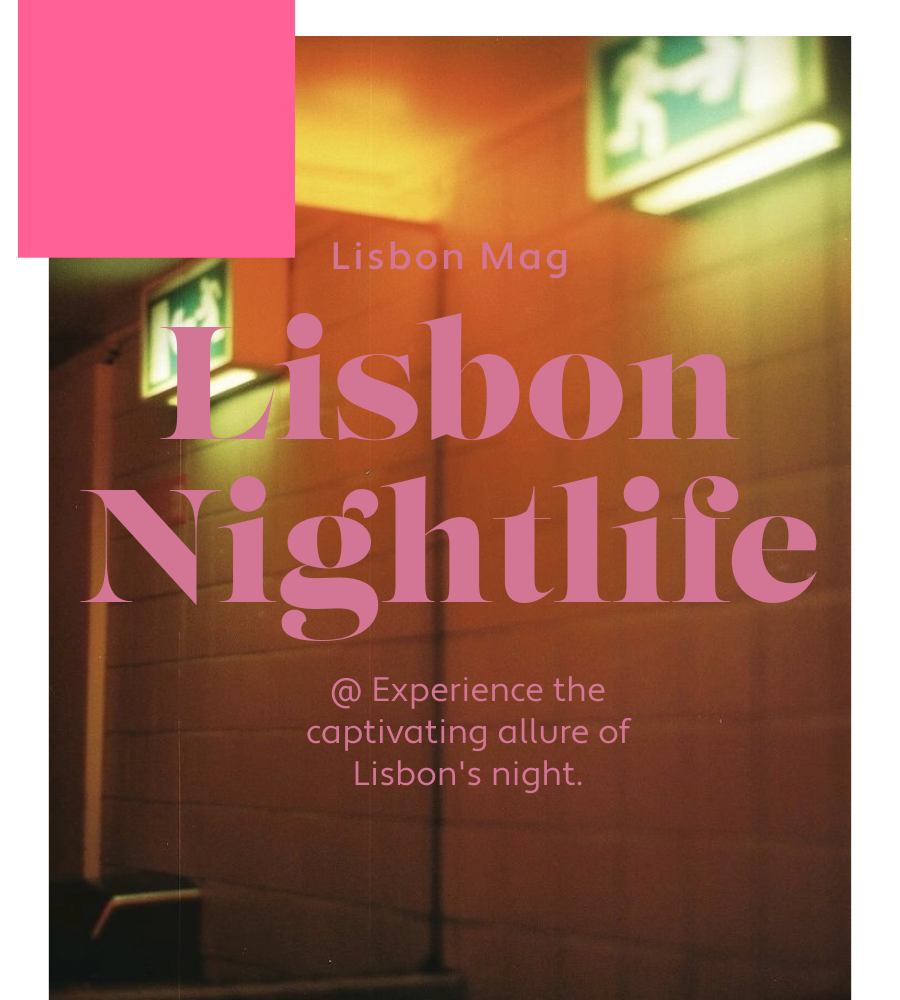 Lisbon Mag
Lisbon
Nightlife
@ Experience the
captivating allure of
Lisbon's night.